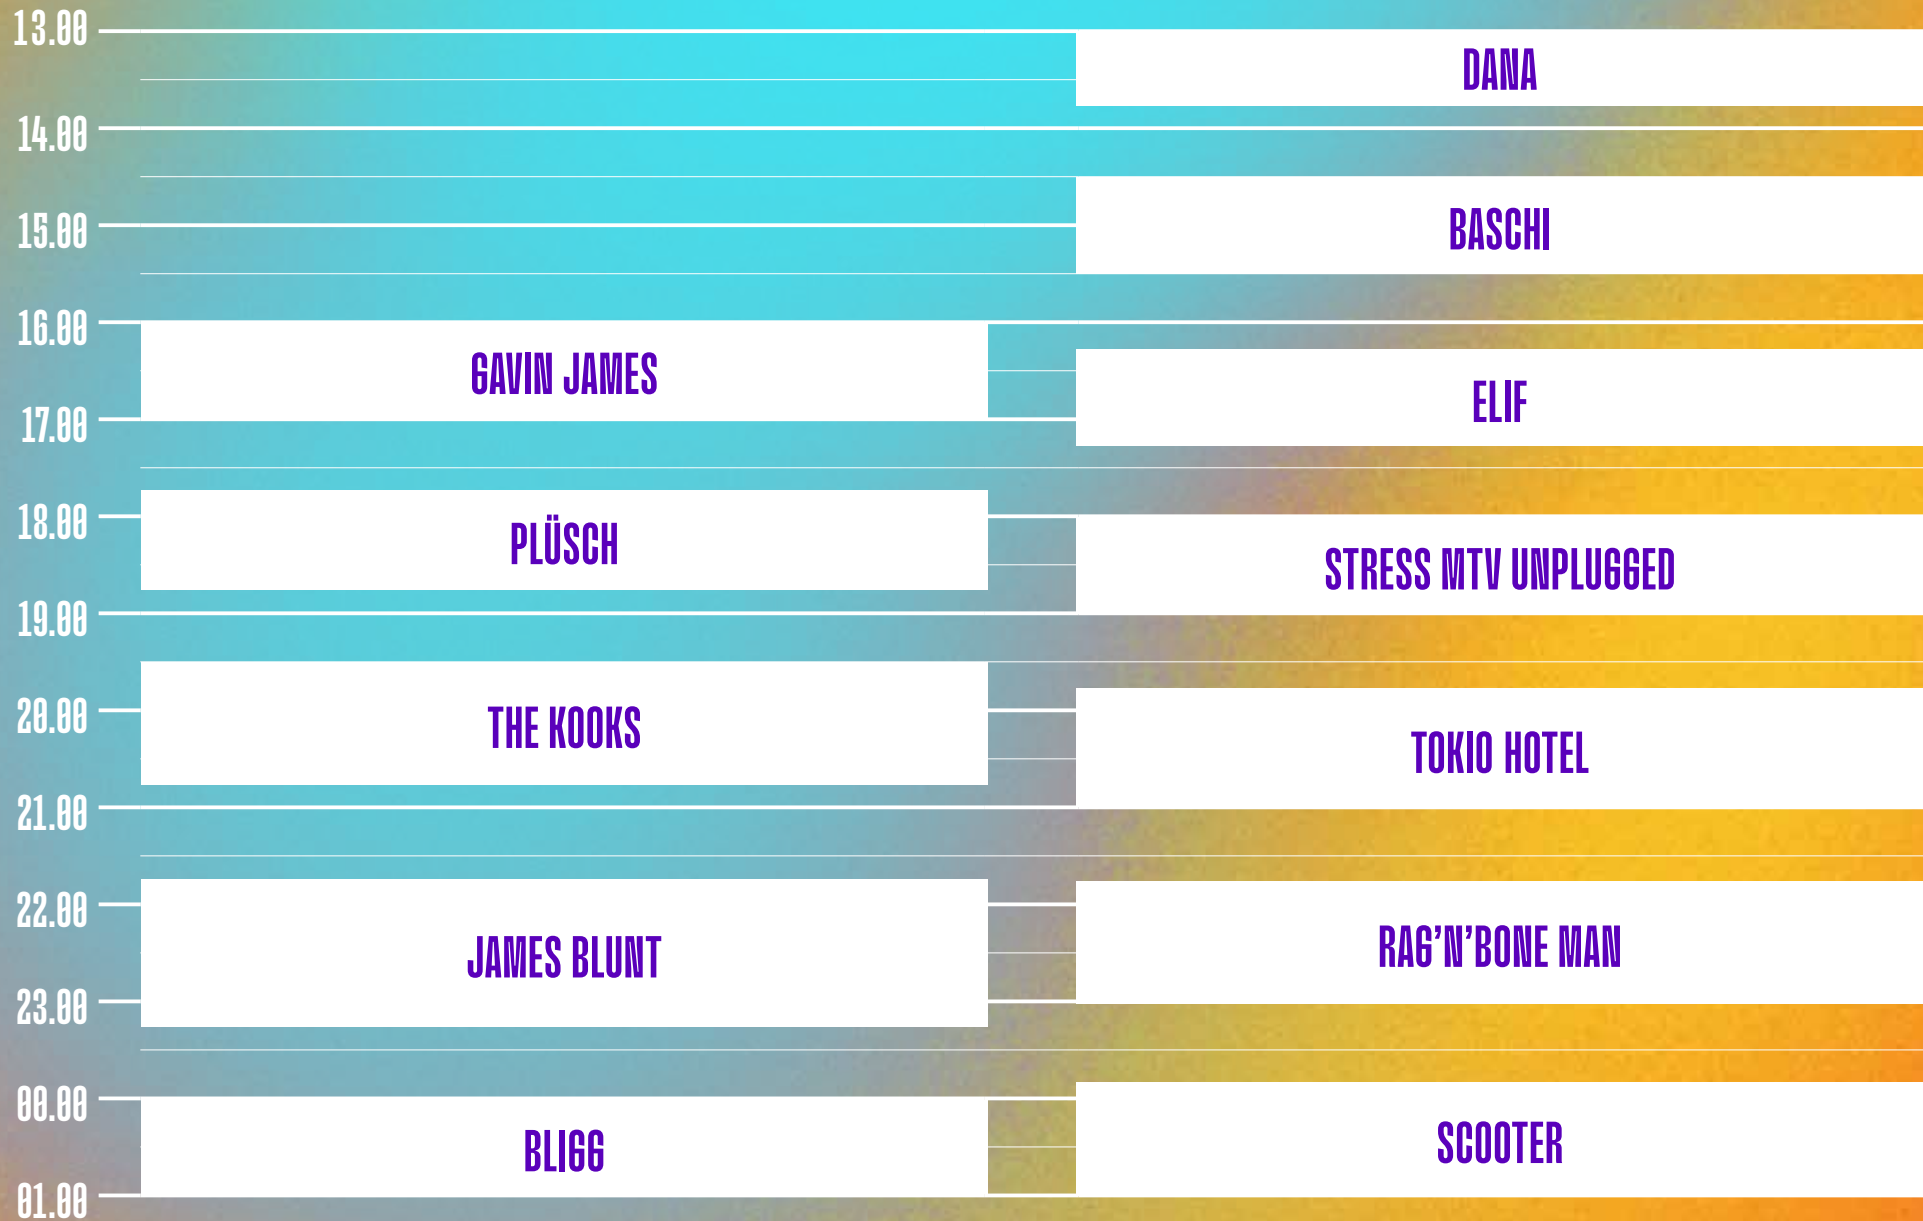 13.00
DANA
14.00
15.00
BASCHI
16.00
GAVIN JAMES
ELIF
17.00
18.00
PLÜSCH
STRESS MTV UNPLUGGED
19.00
20.00
THE KOOKS
TOKIO HOTEL
21.00
22.00
JAMES BLUNT
RAG’N’BONE MAN
23.00
00.00
BLIGG
SCOOTER
01.00